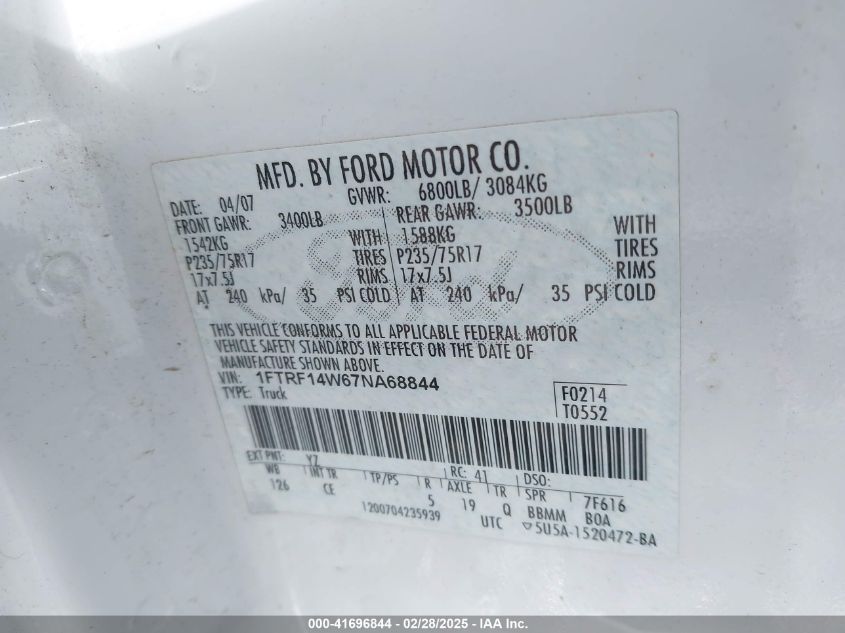 MFD. BY FORD MOTOR CO.
DATE: 04/07 GVWR: 6800LB/ 3084KG
FRONT GAWR: 3400LB REAR GAWR: 3500LB
1542KG WITH 1588KG WITH
P235/75R17 TIRES P235/75R17 TIRES
17x7.5J RIMS 17x7.5J RIMS
AT 240 kPa/ 35 PSI COLD AT 240 kPa/ 35 PSI COLD
THIS VEHICLE CONFORMS TO ALL APPLICABLE FEDERAL MOTOR
VEHICLE SAFETY STANDARDS IN EFFECT ON THE DATE OF
MANUFACTURE SHOWN ABOVE.
VIN: 1FTRF14W67NA68844
TYPE: Truck
F0214
T0552
EXT PNT: YZ RC: 41 DSO:
WB INT TR TP/PS R AXLE TR SPR 7F616
126 CE 5 19 Q BBMM BOA
1200704235939 UTC ▽5U5A-1520472-BA
Ford
000-41696844 - 02/28/2025 - IAA Inc.